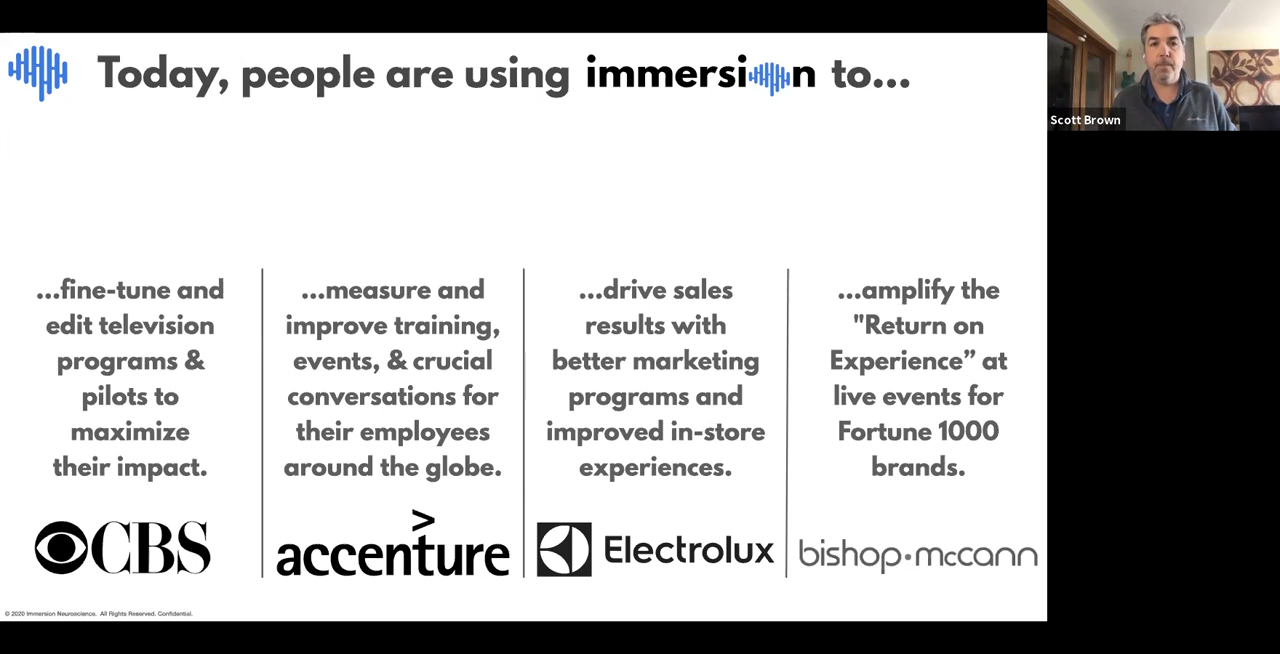 Today, people are using immersion to...
...fine-tune and
edit television
programs &
pilots to
maximize
their impact.
CBS
...measure and
improve training,
events, & crucial
conversations for
their employees
around the globe.
>
accenture
...drive sales
results with
better marketing
programs and
improved in-store
experiences.
Electrolux
...amplify the
"Return on
Experience” at
live events for
Fortune 1000
brands.
bishop·mccann
© 2020 Immersion Neuroscience. All Rights Reserved. Confidential.
Scott Brown